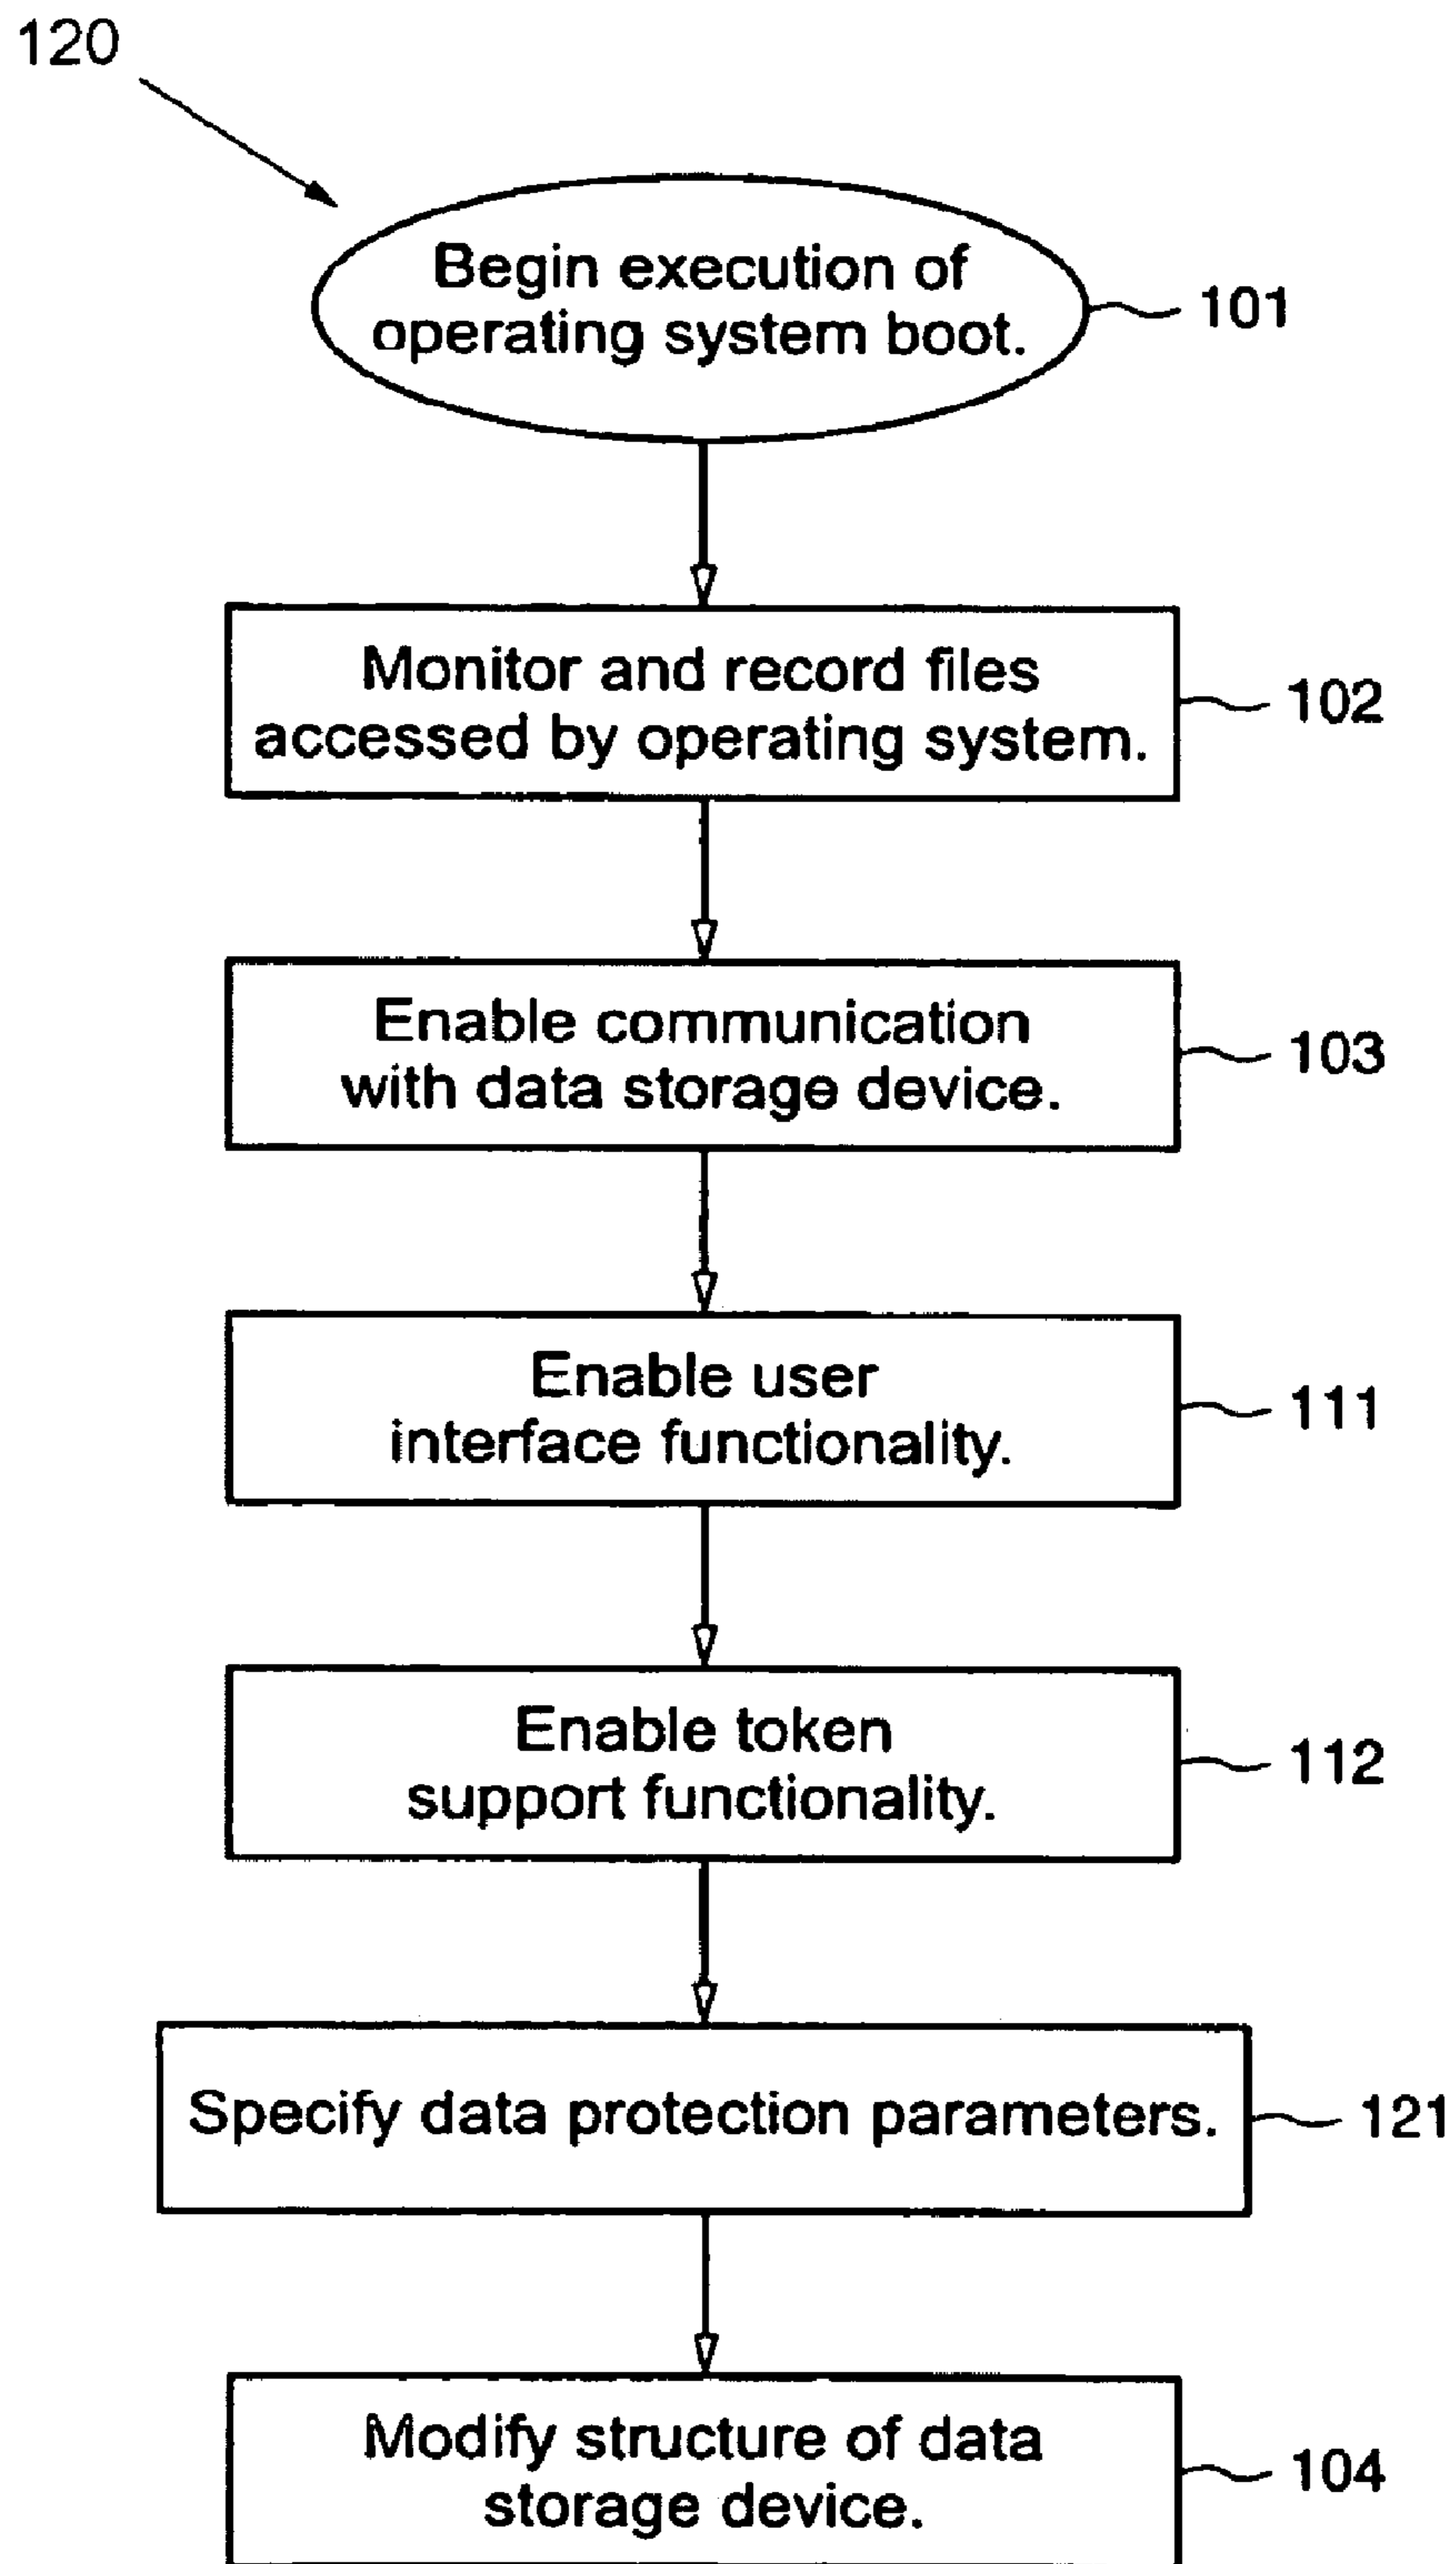 120
Begin execution of
operating system boot.
101
Monitor and record files
accessed by operating system.
102
Enable communication
with data storage device.
103
Enable user
interface functionality.
111
Enable token
support functionality.
112
Specify data protection parameters.
121
Modify structure of data
storage device.
104